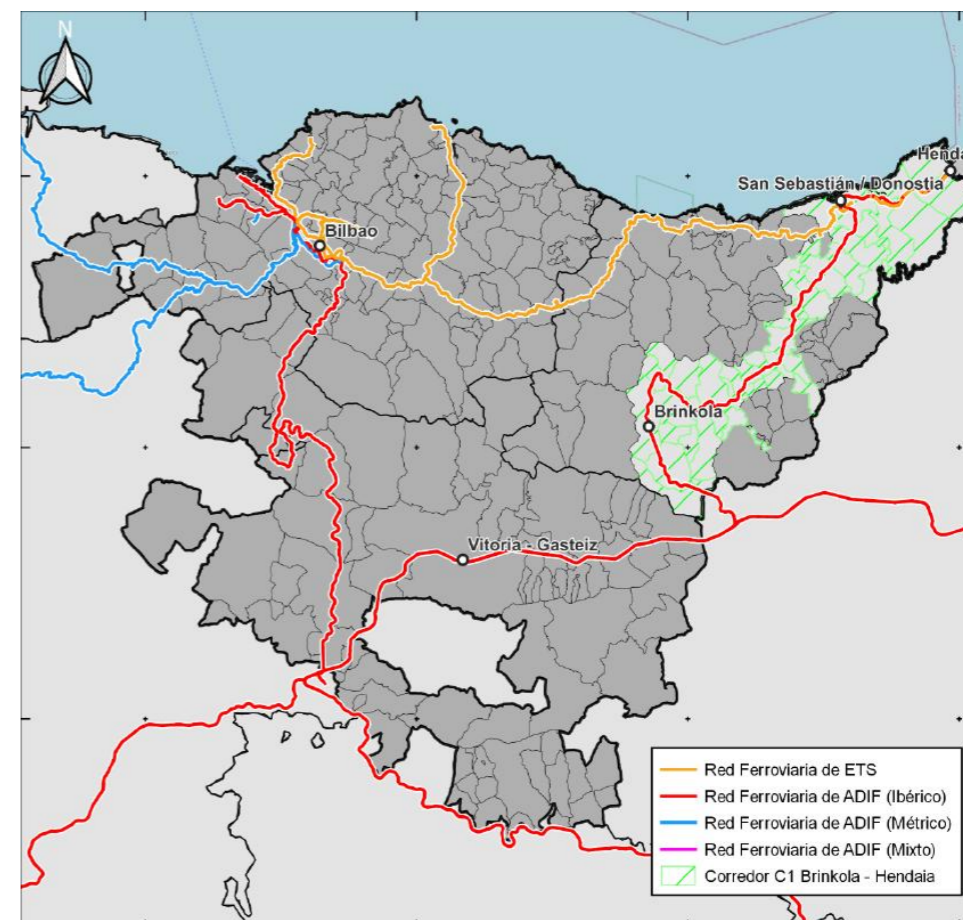 N
Henda
San Sebastián / Donostia
Bilbao
Brinkola
Vitoria - Gasteiz
Red Ferroviaria de ETS
Red Ferroviaria de ADIF (Ibérico)
Red Ferroviaria de ADIF (Métrico)
Red Ferroviaria de ADIF (Mixto)
Corredor C1 Brinkola - Hendaia